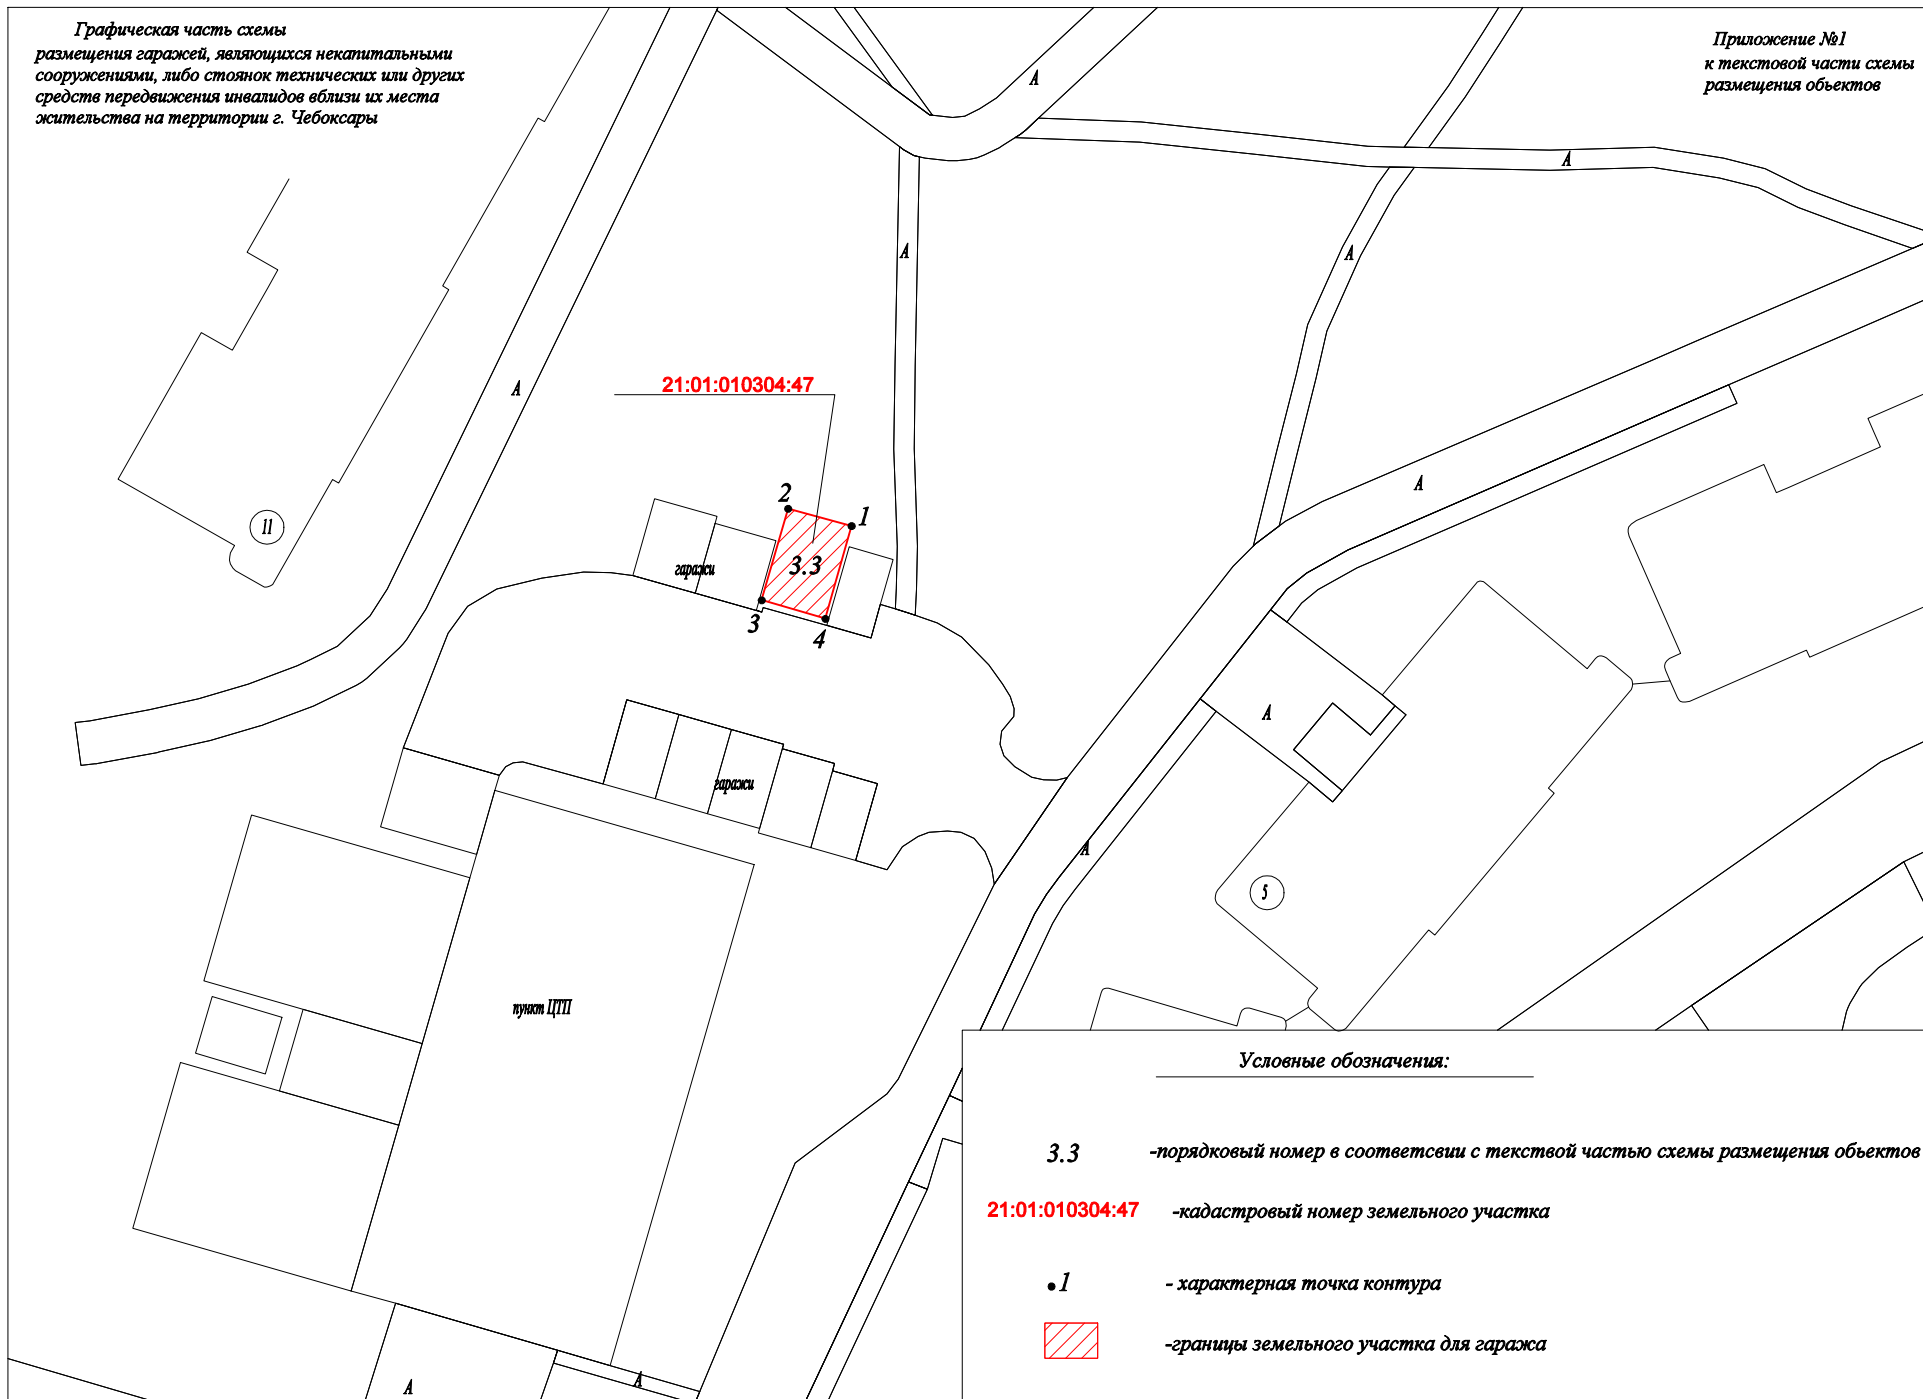 Графическая часть схемы
размещения гаражей, являющихся некапитальными
сооружениями, либо стоянок технических или других
средств передвижения инвалидов вблизи их места
жительства на территории г. Чебоксары
Приложение №1
к текстовой части схемы
размещения обьектов
А
А
А
А
А
21:01:010304:47
А
2
1
11
3.3
гаражи
3
4
А
гаражи
А
5
пункт ЦТП
Условные обозначения:
3.3 -порядковый номер в соответсвии с текствой частью схемы размещения обьектов
21:01:010304:47 -кадастровый номер земельного участка
1 - характерная точка контура
-границы земельного участка для гаража
А
А